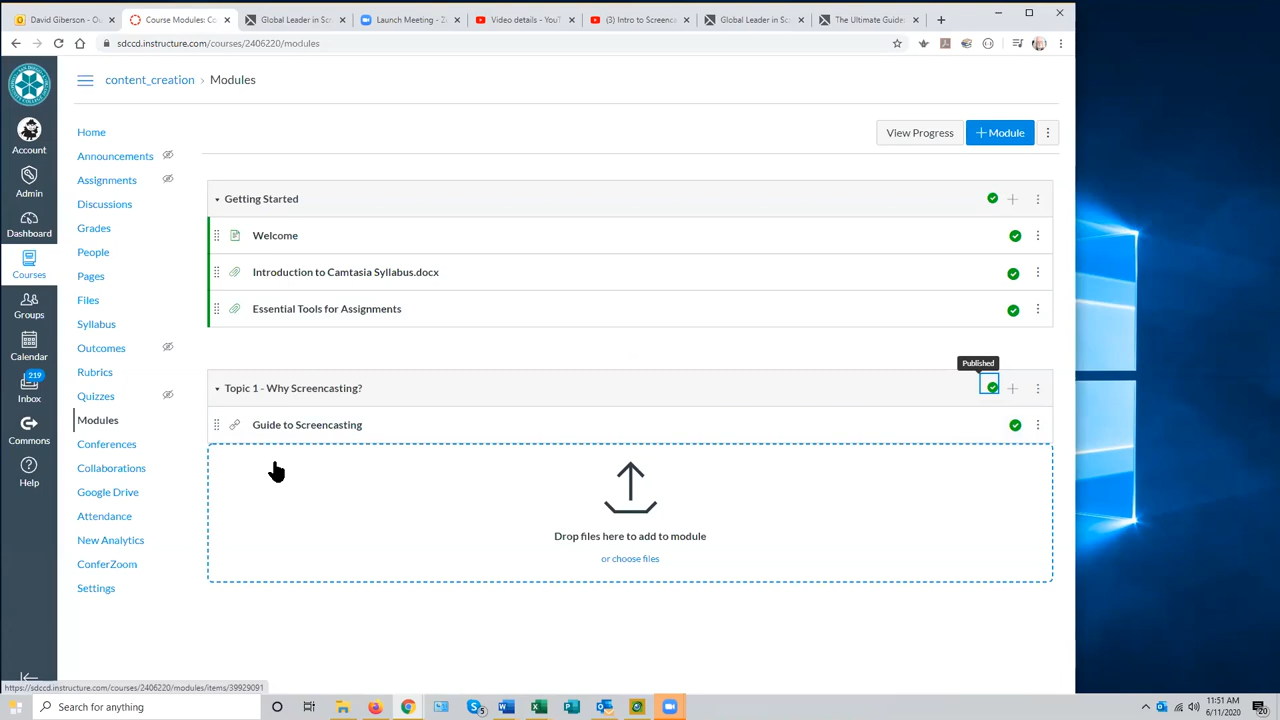 David Giberson - O
Course Modules: Co
Global Leader in Scr
Launch Meeting - Z
Video details - YouT
(3) Intro to Screenca
Global Leader in Sc
The Ultimate Guide
sdccd.instructure.com/courses/2406220/modules
content_creation › Modules
View Progress
+ Module
Account
Admin
Dashboard
Courses
Groups
Calendar
219
Inbox
Commons
Help
Home
Announcements
Assignments
Discussions
Grades
People
Pages
Files
Syllabus
Outcomes
Rubrics
Quizzes
Modules
Conferences
Collaborations
Google Drive
Attendance
New Analytics
ConferZoom
Settings
Getting Started
Welcome
Introduction to Camtasia Syllabus.docx
Essential Tools for Assignments
Published
Topic 1 - Why Screencasting?
Guide to Screencasting
Drop files here to add to module
or choose files
https://sdccd.instructure.com/courses/2406220/modules/items/39929091
Search for anything
5
11:51 AM
6/11/2020
20